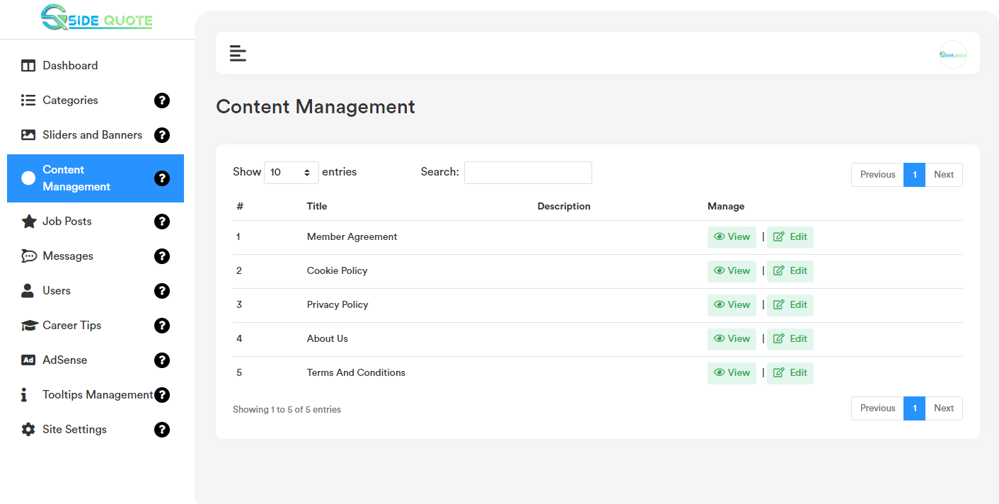 SIDE QUOTE
Dashboard
Categories ?
Sliders and Banners ?
Content
Management ?
Job Posts ?
Messages ?
Users ?
Career Tips ?
Ad AdSense ?
Tooltips Management ?
Site Settings ?
SIDE QUOTE
Content Management
Show 10 entries Search: Previous 1 Next
# Title Description Manage
1 Member Agreement View | Edit
2 Cookie Policy View | Edit
3 Privacy Policy View | Edit
4 About Us View | Edit
5 Terms And Conditions View | Edit
Showing 1 to 5 of 5 entries Previous 1 Next